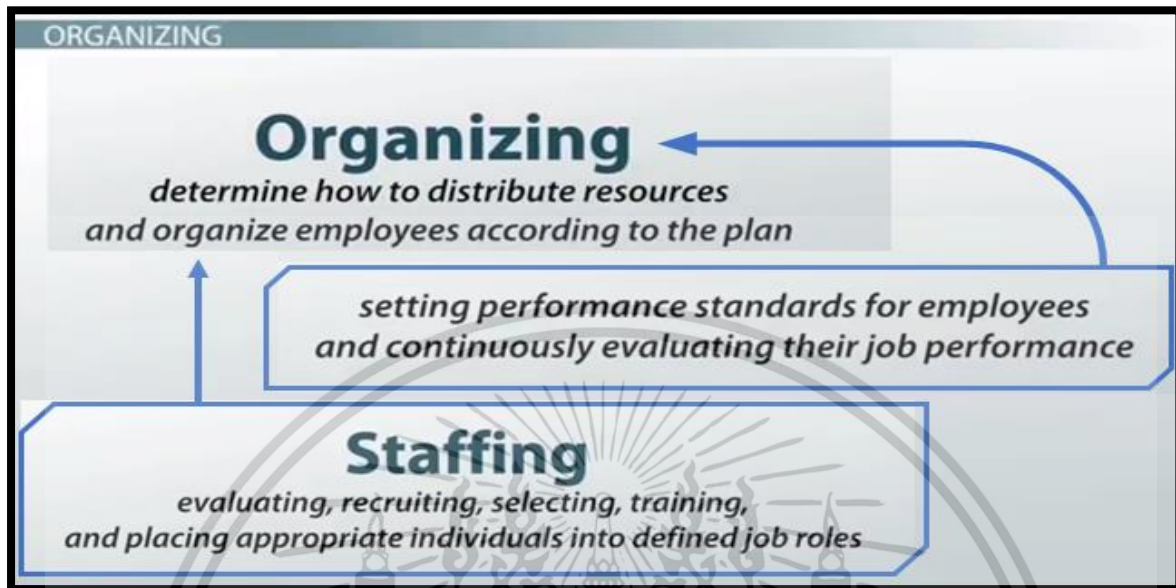 ORGANIZING
Organizing
determine how to distribute resources
and organize employees according to the plan
setting performance standards for employees
and continuously evaluating their job performance
Staffing
evaluating, recruiting, selecting, training,
and placing appropriate individuals into defined job roles